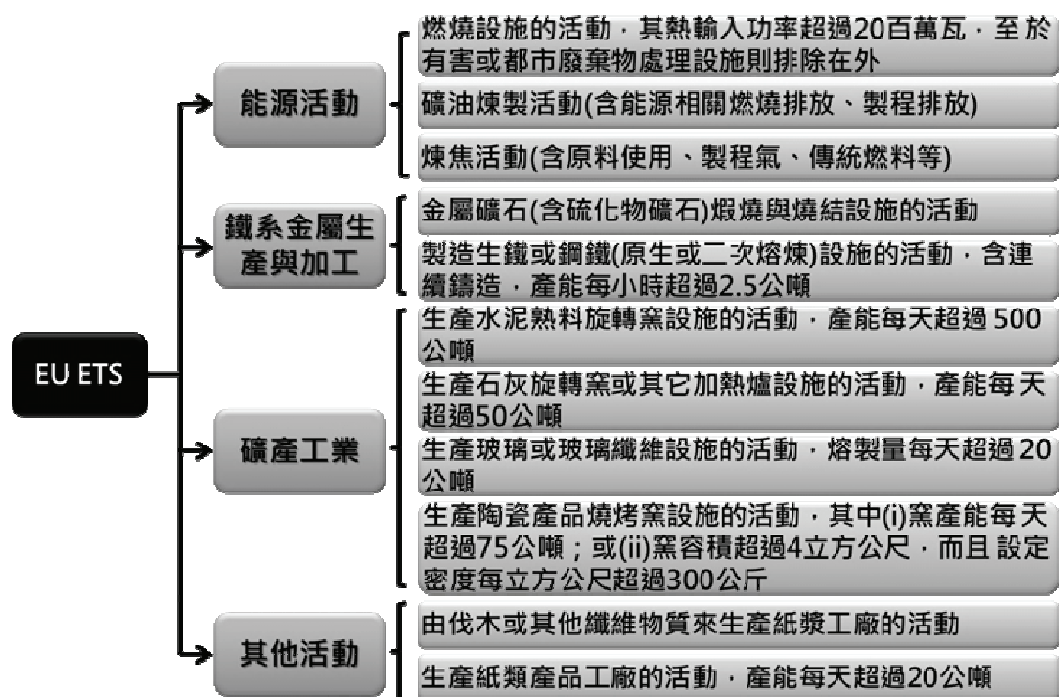 燃燒設施的活動，其熱輸入功率超過20百萬瓦，至於
有害或都市廢棄物處理設施則排除在外
能源活動
礦油煉製活動(含能源相關燃燒排放、製程排放)
煉焦活動(含原料使用、製程氣、傳統燃料等)
鐵系金屬生
產與加工
金屬礦石(含硫化物礦石)煆燒與燒結設施的活動
製造生鐵或鋼鐵(原生或二次熔煉)設施的活動，含連
續鑄造，產能每小時超過2.5公噸
EU ETS
礦產工業
生產水泥熟料旋轉窯設施的活動，產能每天超過500
公噸
生產石灰旋轉窯或其它加熱爐設施的活動，產能每天
超過50公噸
生產玻璃或玻璃纖維設施的活動，熔製量每天超過20
公噸
生產陶瓷產品燒烤窯設施的活動，其中(i)窯產能每天
超過75公噸；或(ii)窯容積超過4立方公尺，而且設定
密度每立方公尺超過300公斤
其他活動
由伐木或其他纖維物質來生產紙漿工廠的活動
生產紙類產品工廠的活動，產能每天超過20公噸